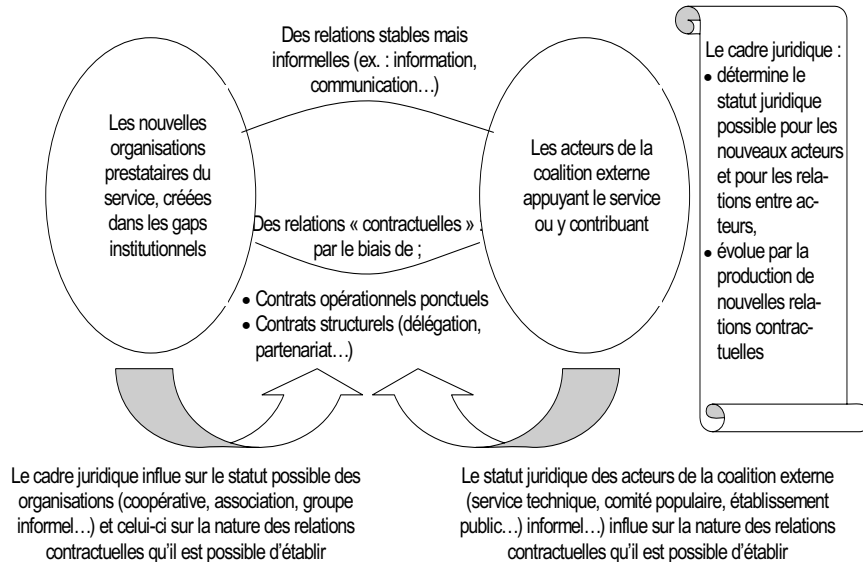 Des relations stables mais
informelles (ex. : information,
communication…)
Les nouvelles
organisations
prestataires du
service, créées
dans les gaps
institutionnels
Les acteurs de la
coalition externe
appuyant le service
ou y contribuant
Des relations « contractuelles » :
par le biais de ;
• Contrats opérationnels ponctuels
• Contrats structurels (délégation,
partenariat…)
Le cadre juridique :
• détermine le
statut juridique
possible pour les
nouveaux acteurs
et pour les rela-
tions entre ac-
teurs,
• évolue par la
production de
nouvelles rela-
tions contrac-
tuelles
Le cadre juridique influe sur le statut possible des
organisations (coopérative, association, groupe
informel…) et celui-ci sur la nature des relations
contractuelles qu'il est possible d'établir
Le statut juridique des acteurs de la coalition externe
(service technique, comité populaire, établissement
public…) informel…) influe sur la nature des relations
contractuelles qu'il est possible d'établir